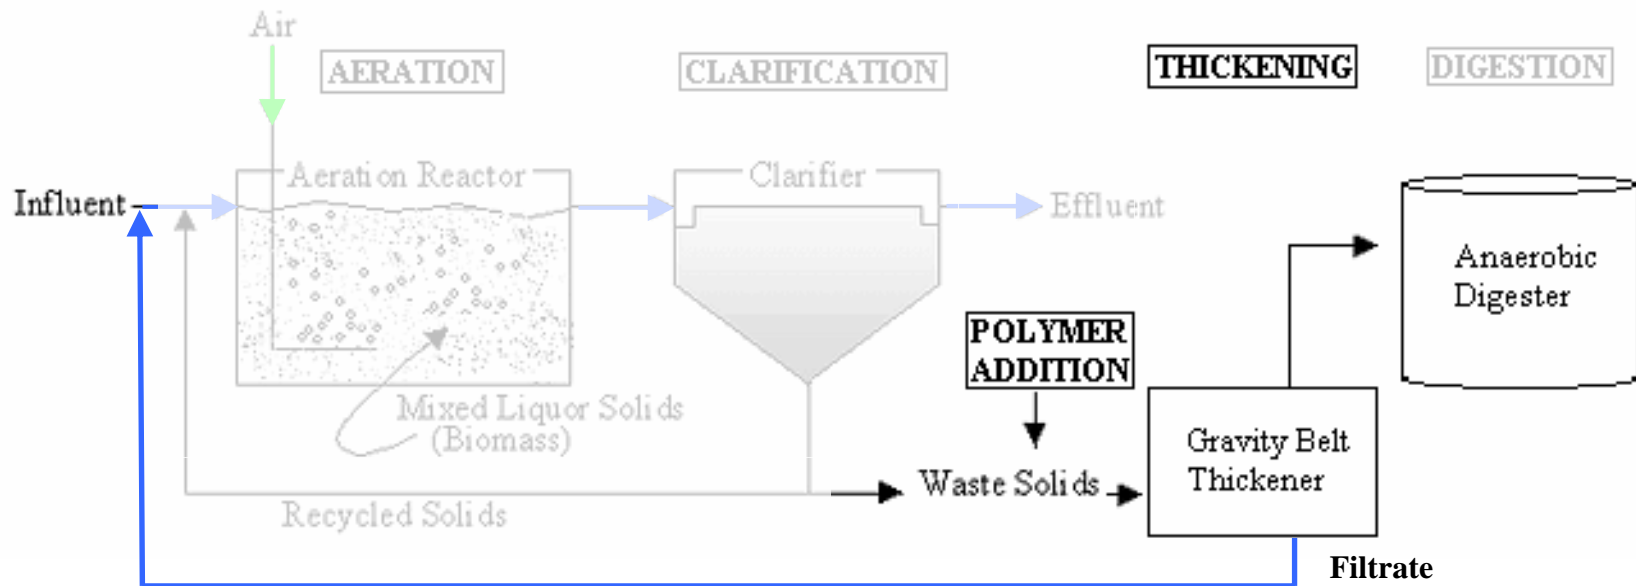 Air
AERATION
CLARIFICATION
THICKENING
DIGESTION
Aeration Reactor
Clarifier
Influent
Effluent
Anaerobic
Digester
POLYMER
ADDITION
Mixed Liquor Solids
(Biomass)
Gravity Belt
Thickener
Waste Solids
Recycled Solids
Filtrate